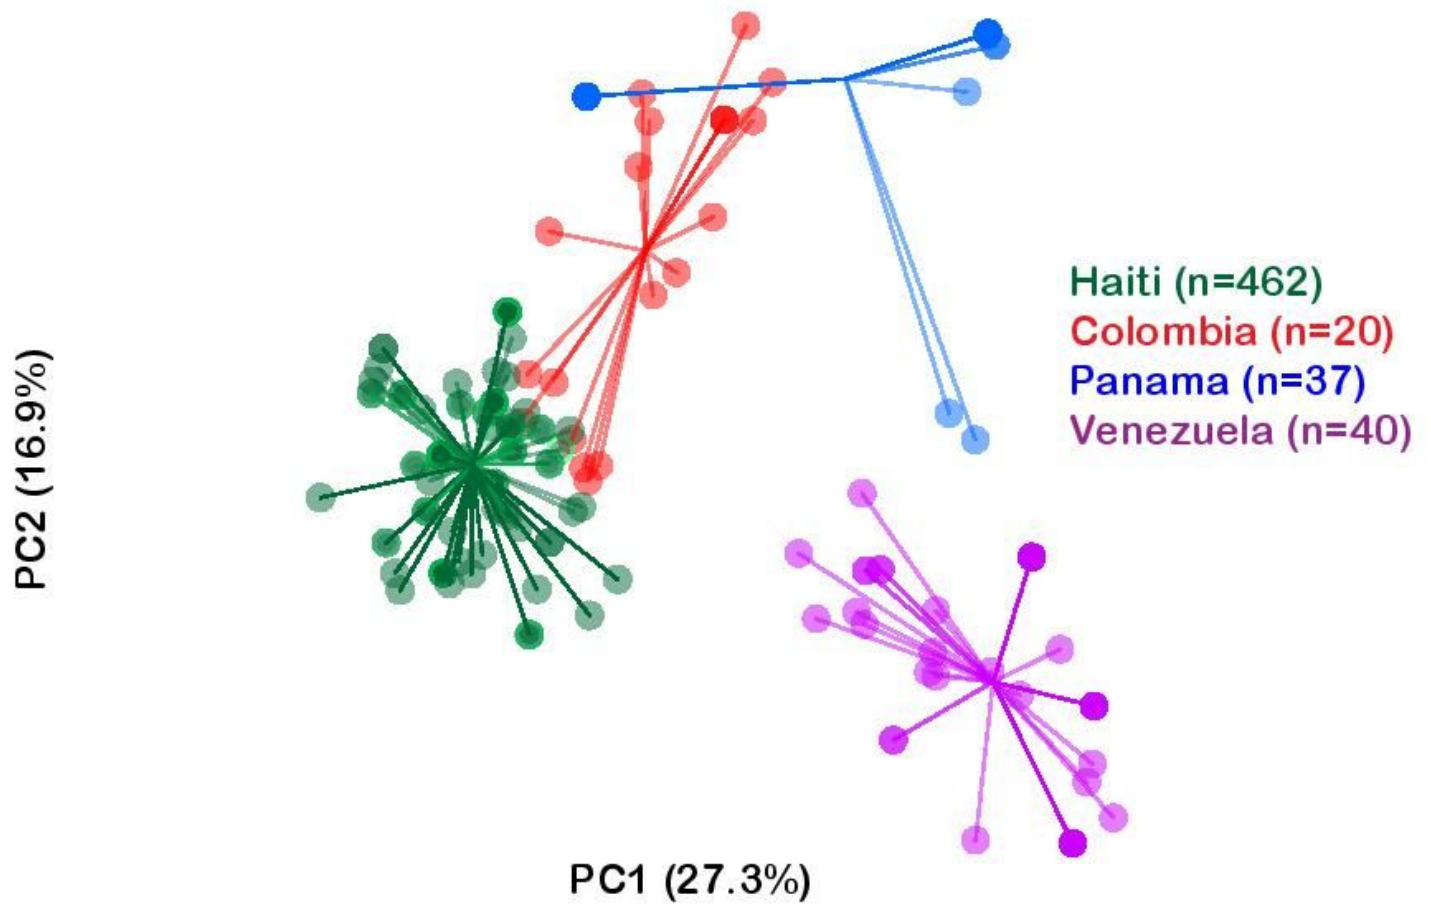 Haiti (n=462)
Colombia (n=20)
Panama (n=37)
Venezuela (n=40)
PC2 (16.9%)
PC1 (27.3%)